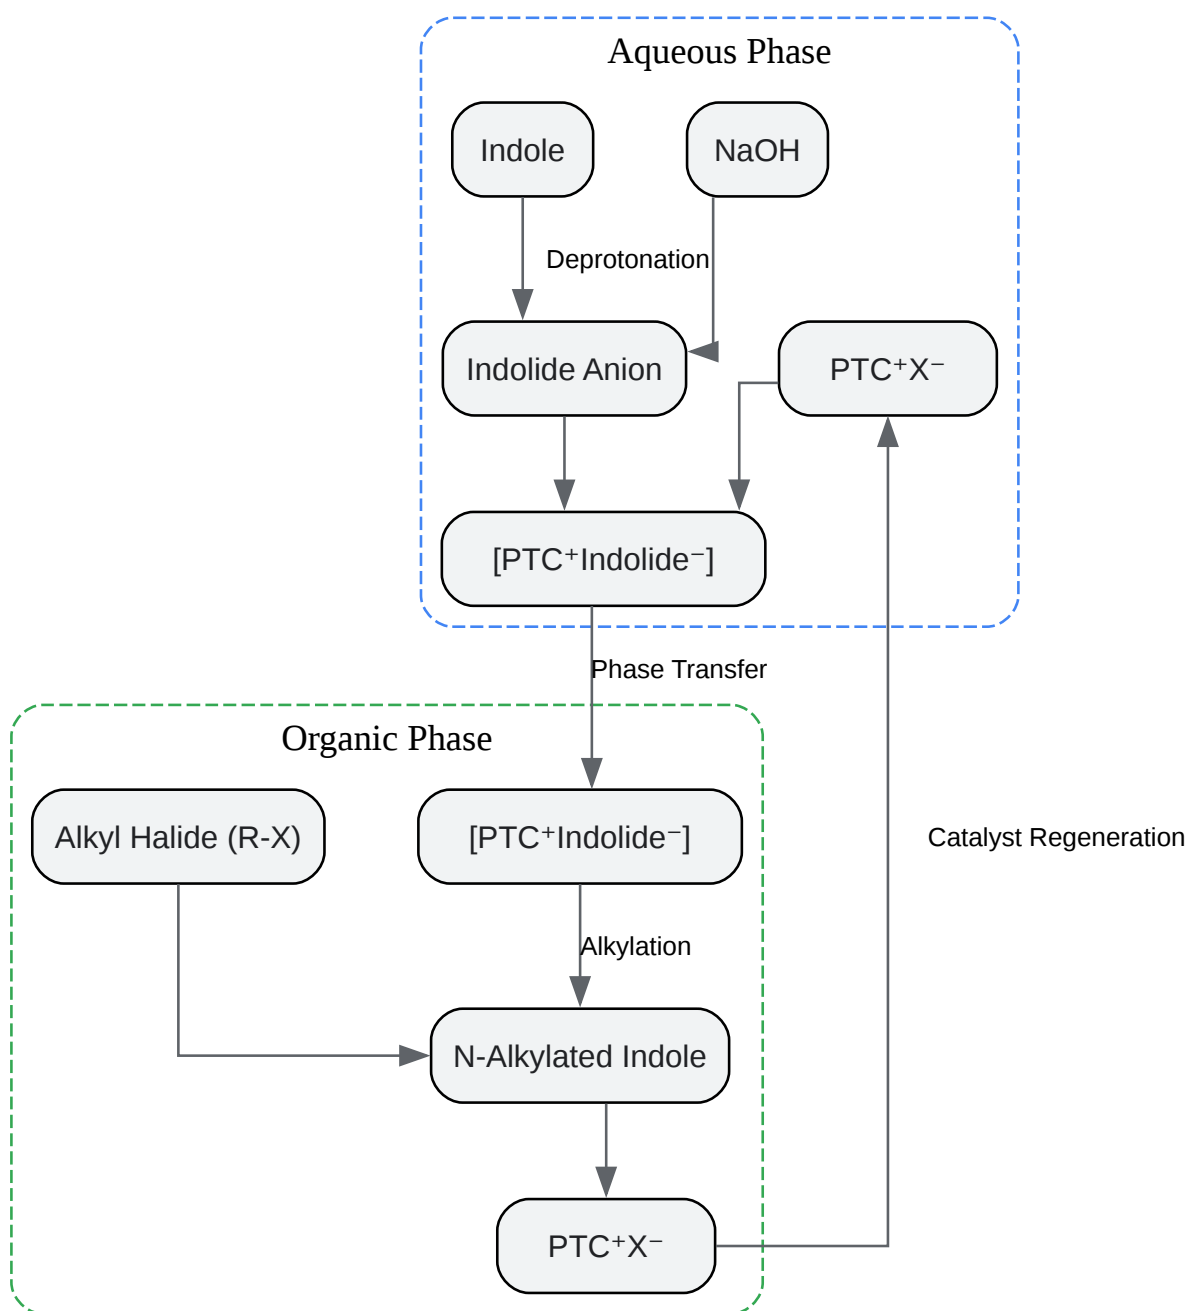 Aqueous Phase
Indole
NaOH
Deprotonation
Indolide Anion
PTC⁺X⁻
[PTC⁺Indolide⁻]
Phase Transfer
Organic Phase
Alkyl Halide (R-X)
[PTC⁺Indolide⁻]
Catalyst Regeneration
Alkylation
N-Alkylated Indole
PTC⁺X⁻